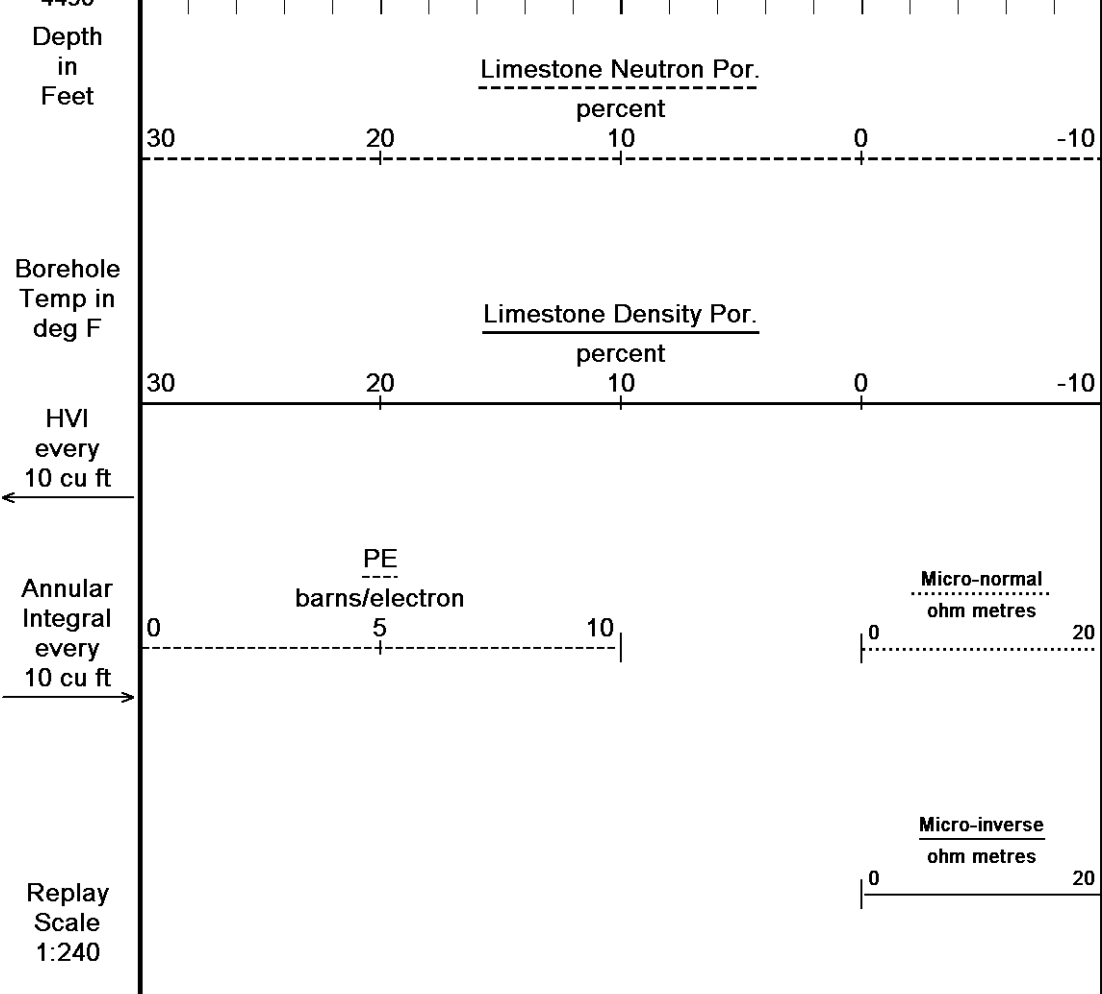 Depth
in
Feet
Limestone Neutron Por.
percent
30 20 10 0 -10
Borehole
Temp in
deg F
Limestone Density Por.
percent
30 20 10 0 -10
HVI
every
10 cu ft
Annular
Integral
every
10 cu ft
PE
barns/electron
0 5 10
Micro-normal
ohm metres
0 20
Micro-inverse
ohm metres
0 20
Replay
Scale
1:240